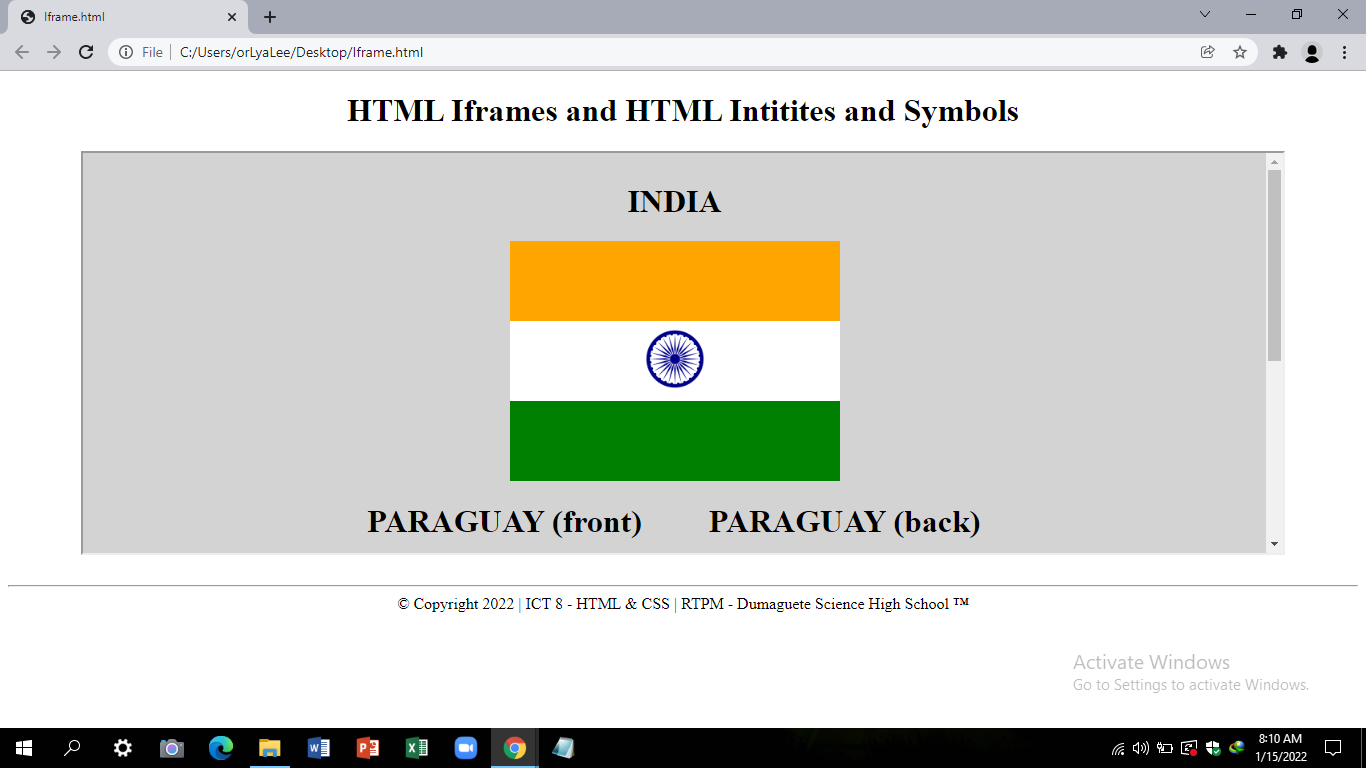 Iframe.html
File
C:/Users/orLyaLee/Desktop/Iframe.html
HTML Iframes and HTML Intitites and Symbols
INDIA
PARAGUAY (front) PARAGUAY (back)
© Copyright 2022 | ICT 8 - HTML & CSS | RTPM - Dumaguete Science High School ™
Activate Windows
Go to Settings to activate Windows.
8:10 AM
1/15/2022